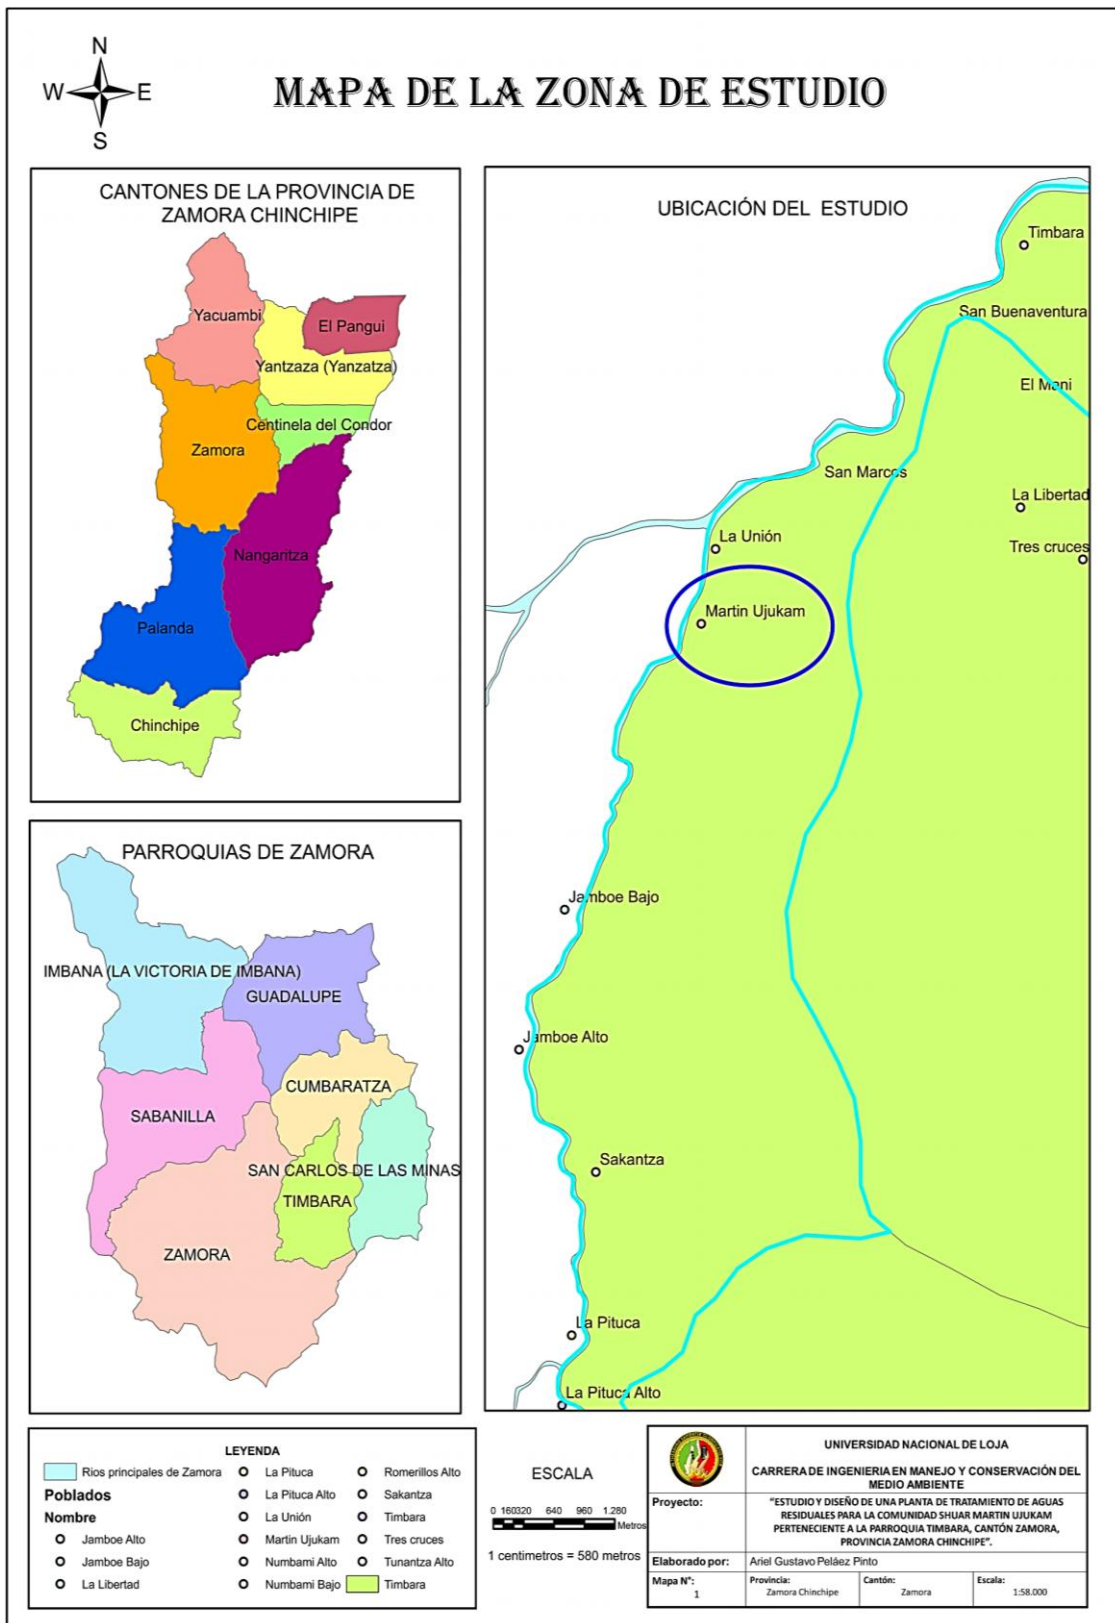 N
W E
S
MAPA DE LA ZONA DE ESTUDIO
CANTONES DE LA PROVINCIA DE
ZAMORA CHINCHIPE
Yacuambi
El Pangui
Yantzaza (Yanzatza)
Centinela del Condor
Zamora
Nangaritza
Palanda
Chinchipe
PARROQUIAS DE ZAMORA
IMBANA (LA VICTORIA DE IMBANA)
GUADALUPE
CUMBARATZA
SABANILLA
SAN CARLOS DE LAS MINAS
TIMBARA
ZAMORA
UBICACIÓN DEL ESTUDIO
Timbara
San Buenaventura
El Mani
San Marcos
La Libertad
La Unión
Tres cruces
Martin Ujukam
Jamboe Bajo
Jamboe Alto
Sakantza
La Pituca
La Pituca Alto
LEYENDA
Rios principales de Zamora
Poblados
Nombre
Jamboe Alto
Jamboe Bajo
La Libertad
La Pituca
La Pituca Alto
La Unión
Martin Ujukam
Numbami Alto
Numbami Bajo
Romerillos Alto
Sakantza
Timbara
Tres cruces
Tunantza Alto
Timbara
ESCALA
0 160320 640 960 1.280
Metros
1 centimetros = 580 metros
UNIVERSIDAD NACIONAL DE LOJA
CARRERA DE INGENIERIA EN MANEJO Y CONSERVACIÓN DEL
MEDIO AMBIENTE
Proyecto:
"ESTUDIO Y DISEÑO DE UNA PLANTA DE TRATAMIENTO DE AGUAS
RESIDUALES PARA LA COMUNIDAD SHUAR MARTIN UJUKAM
PERTENECIENTE A LA PARROQUIA TIMBARA, CANTÓN ZAMORA,
PROVINCIA ZAMORA CHINCHIPE".
Elaborado por: Ariel Gustavo Peláez Pinto
Mapa N°:
1
Provincia:
Zamora Chinchipe
Cantón:
Zamora
Escala:
1:58.000